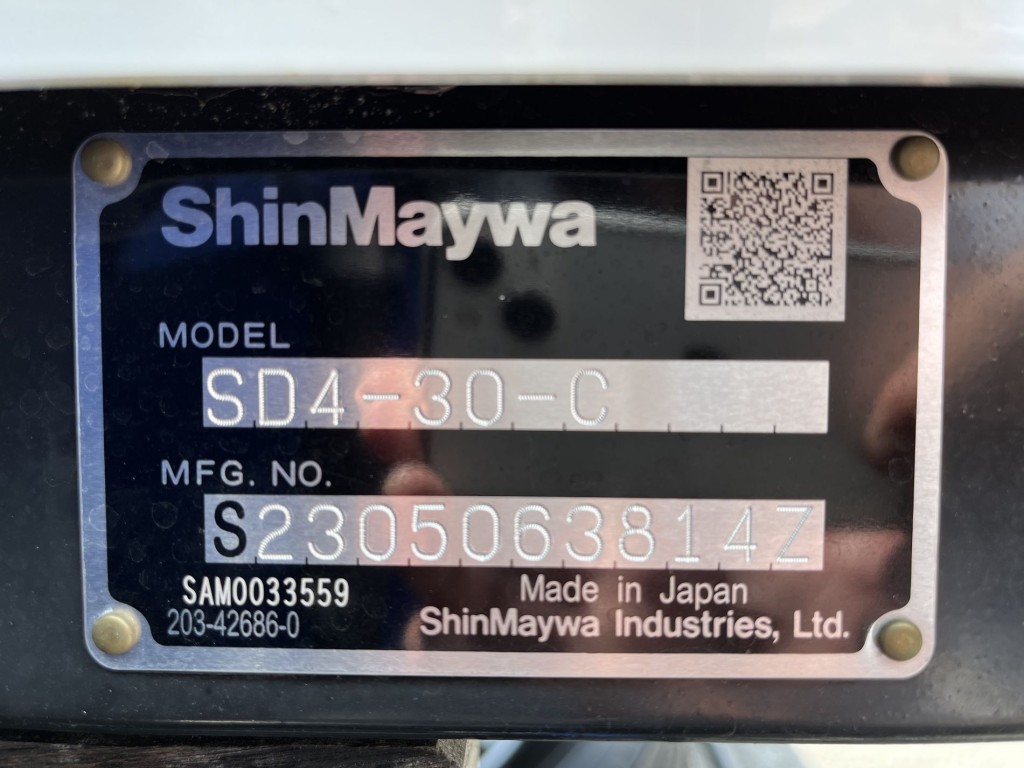 ShinMaywa
MODEL
SD4-30-C
MFG. NO.
S2305063814Z
SAM0033559
Made in Japan
203-42686-0
ShinMaywa Industries, Ltd.